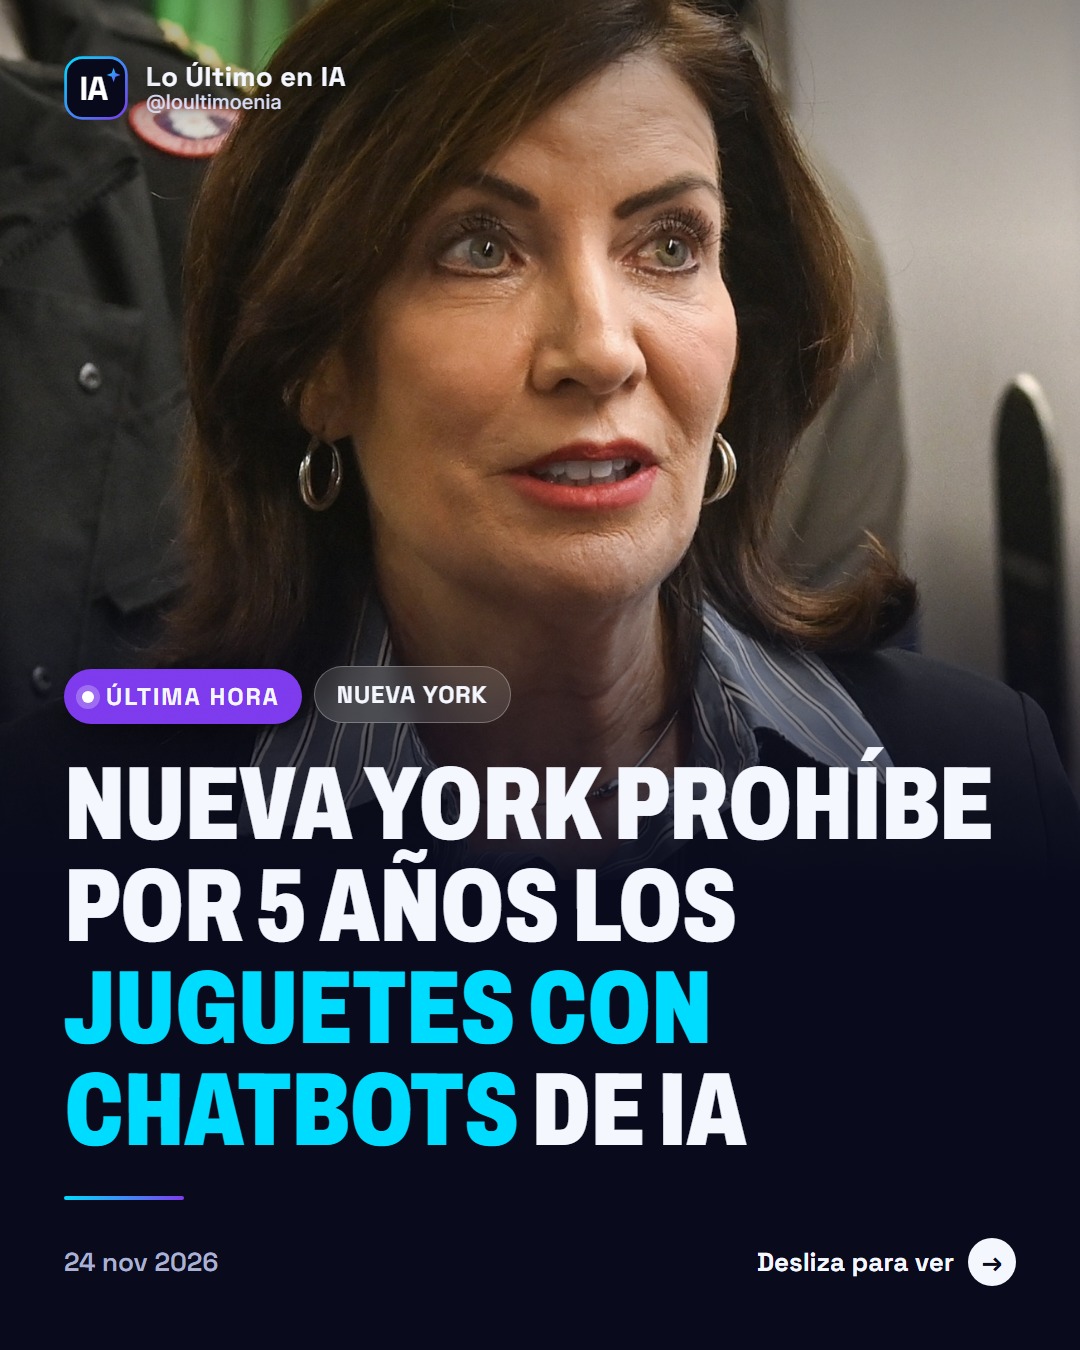 IA
Lo Último en IA
@loultimoenia
ÚLTIMA HORA
NUEVA YORK
NUEVA YORK PROHÍBE
POR 5 AÑOS LOS
JUGUETES CON
CHATBOTS DE IA
24 nov 2026
Desliza para ver →